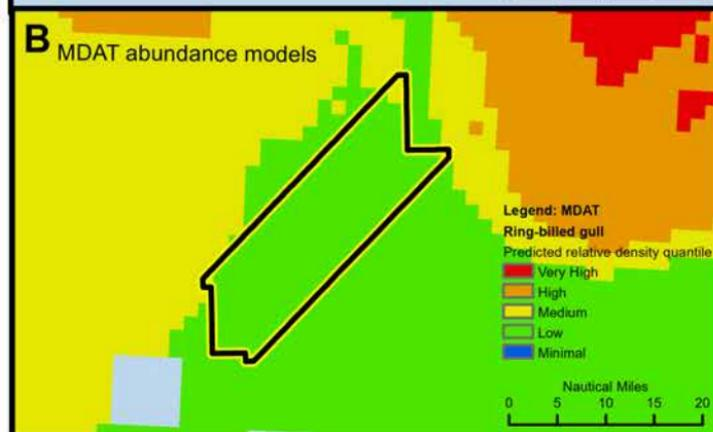 B MDAT abundance models
Legend: MDAT
Ring-billed gull
Predicted relative density quantile
Very High
High
Medium
Low
Minimal
Nautical Miles
0 5 10 15 20